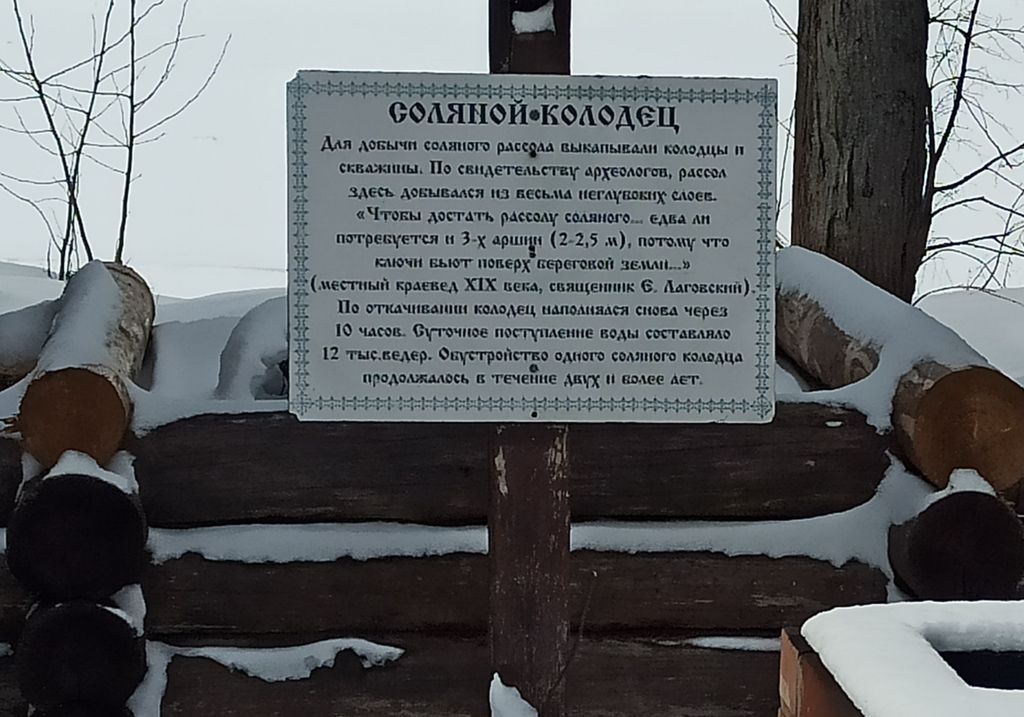 СОЛЯНОЙ КОЛОДЕЦ
Для добычи соляного рассола выкапывали колодцы и
скважины. По свидетельству археологов, рассол
здесь добывался из весьма неглубоких слоев.
«Чтобы достать рассолу соляного... едва ли
потребуется и 3-х аршин (2-2,5 м), потому что
ключи бьют поверх береговой земли...»
(местный краевед XIX века, священник Е. Лаговский).
По откачивании колодец наполнялся снова через
10 часов. Суточное поступление воды составляло
12 тыс.ведер. Обустройство одного соляного колодца
продолжалось в течение двух и более лет.